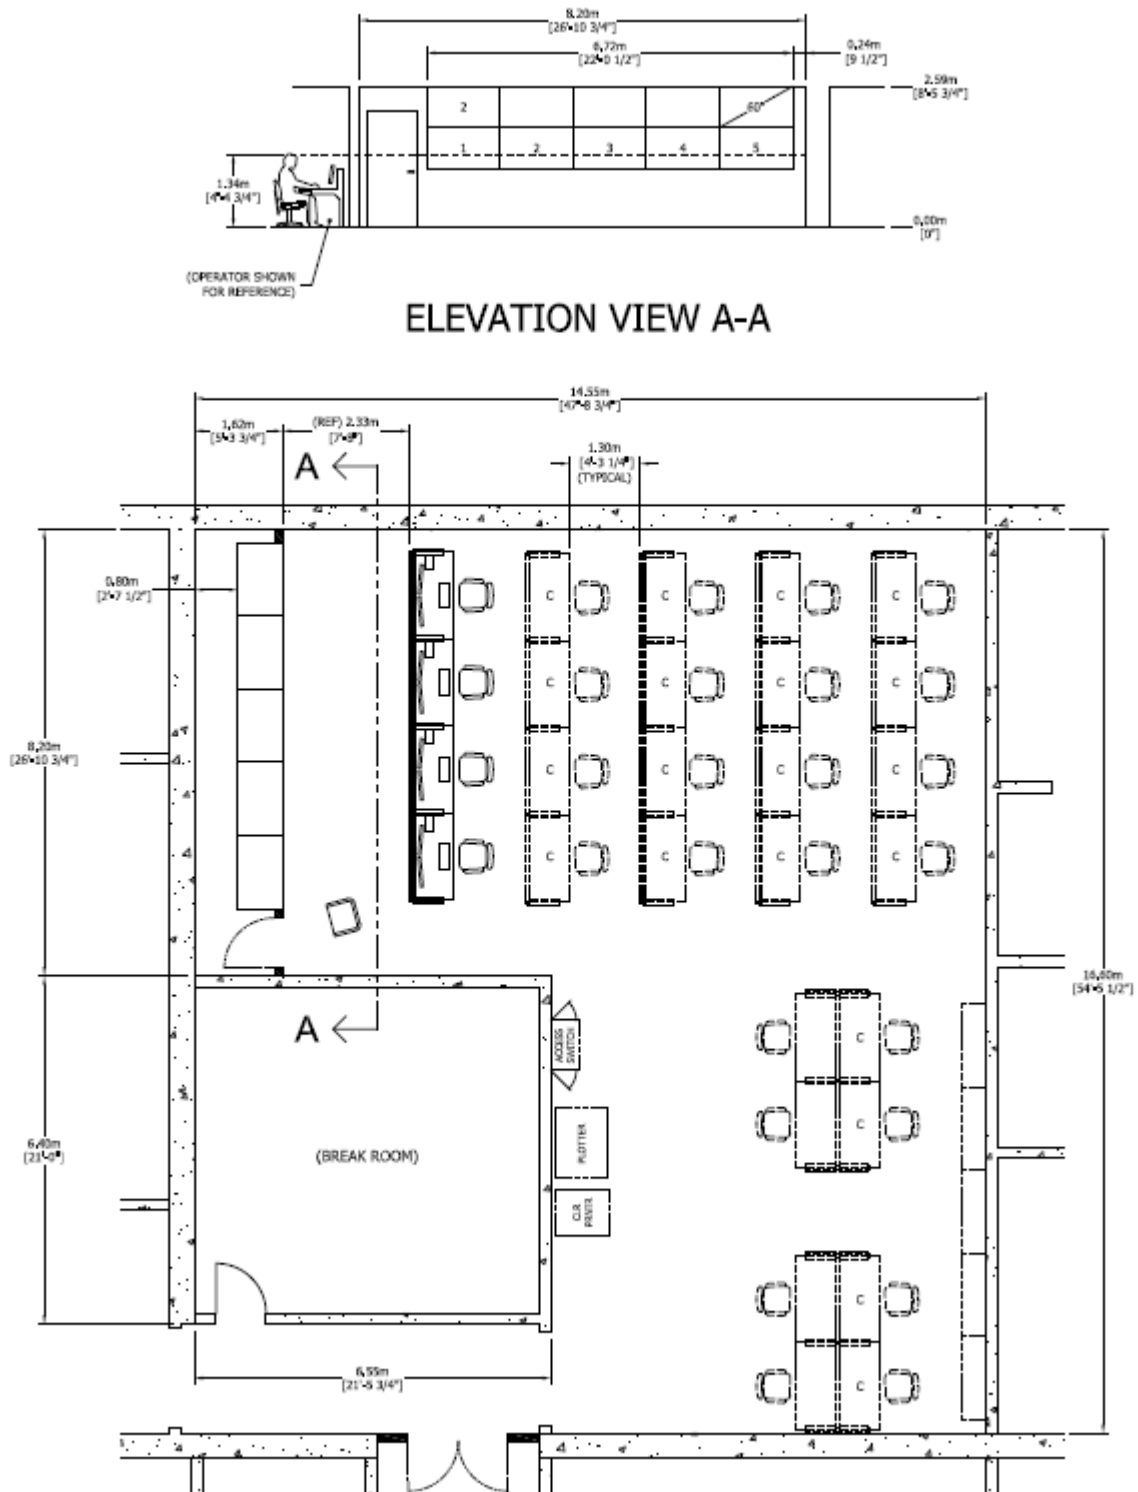 8.20m
[26'-10 3/4"]
6.72m
[22'-0 1/2"]
0.24m
[9 1/2"]
2.59m
[8'-5 3/4"]
2
60"
1 2 3 4 5
1.34m
[4'-4 3/4"]
0.00m
[0"]
(OPERATOR SHOWN
FOR REFERENCE)
ELEVATION VIEW A-A
14.55m
[47'-8 3/4"]
1.62m
[5'-3 3/4"]
(REF) 2.33m
[7'-8"]
1.30m
[4'-3 1/4"]
(TYPICAL)
A
0.80m
[2'-7 1/2"]
C C C C
C C C C
8.20m
[26'-10 3/4"]
C C C C
C C C C
16.60m
[54'-5 1/2"]
A
ACCESS
SWITCH
C
C
PLOTTER
6.40m
[21'-0"]
(BREAK ROOM)
CLR
PRNTR
C
6.55m
[21'-5 3/4"]
C